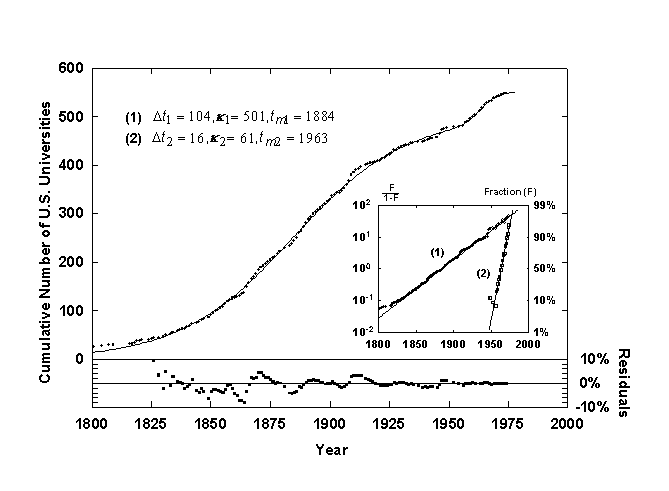 600
500
400
300
200
100
0
Cumulative Number of U.S. Universities
(1) Δt1 = 104, κ1 = 501, tm1 = 1884
(2) Δt2 = 16, κ2 = 61, tm2 = 1963
F
1-F
Fraction (F)
10^2
10^1
10^0
10^-1
10^-2
99%
90%
50%
10%
1%
(1)
(2)
1800 1850 1900 1950 2000
10%
0%
-10%
Residuals
1800 1825 1850 1875 1900 1925 1950 1975 2000
Year